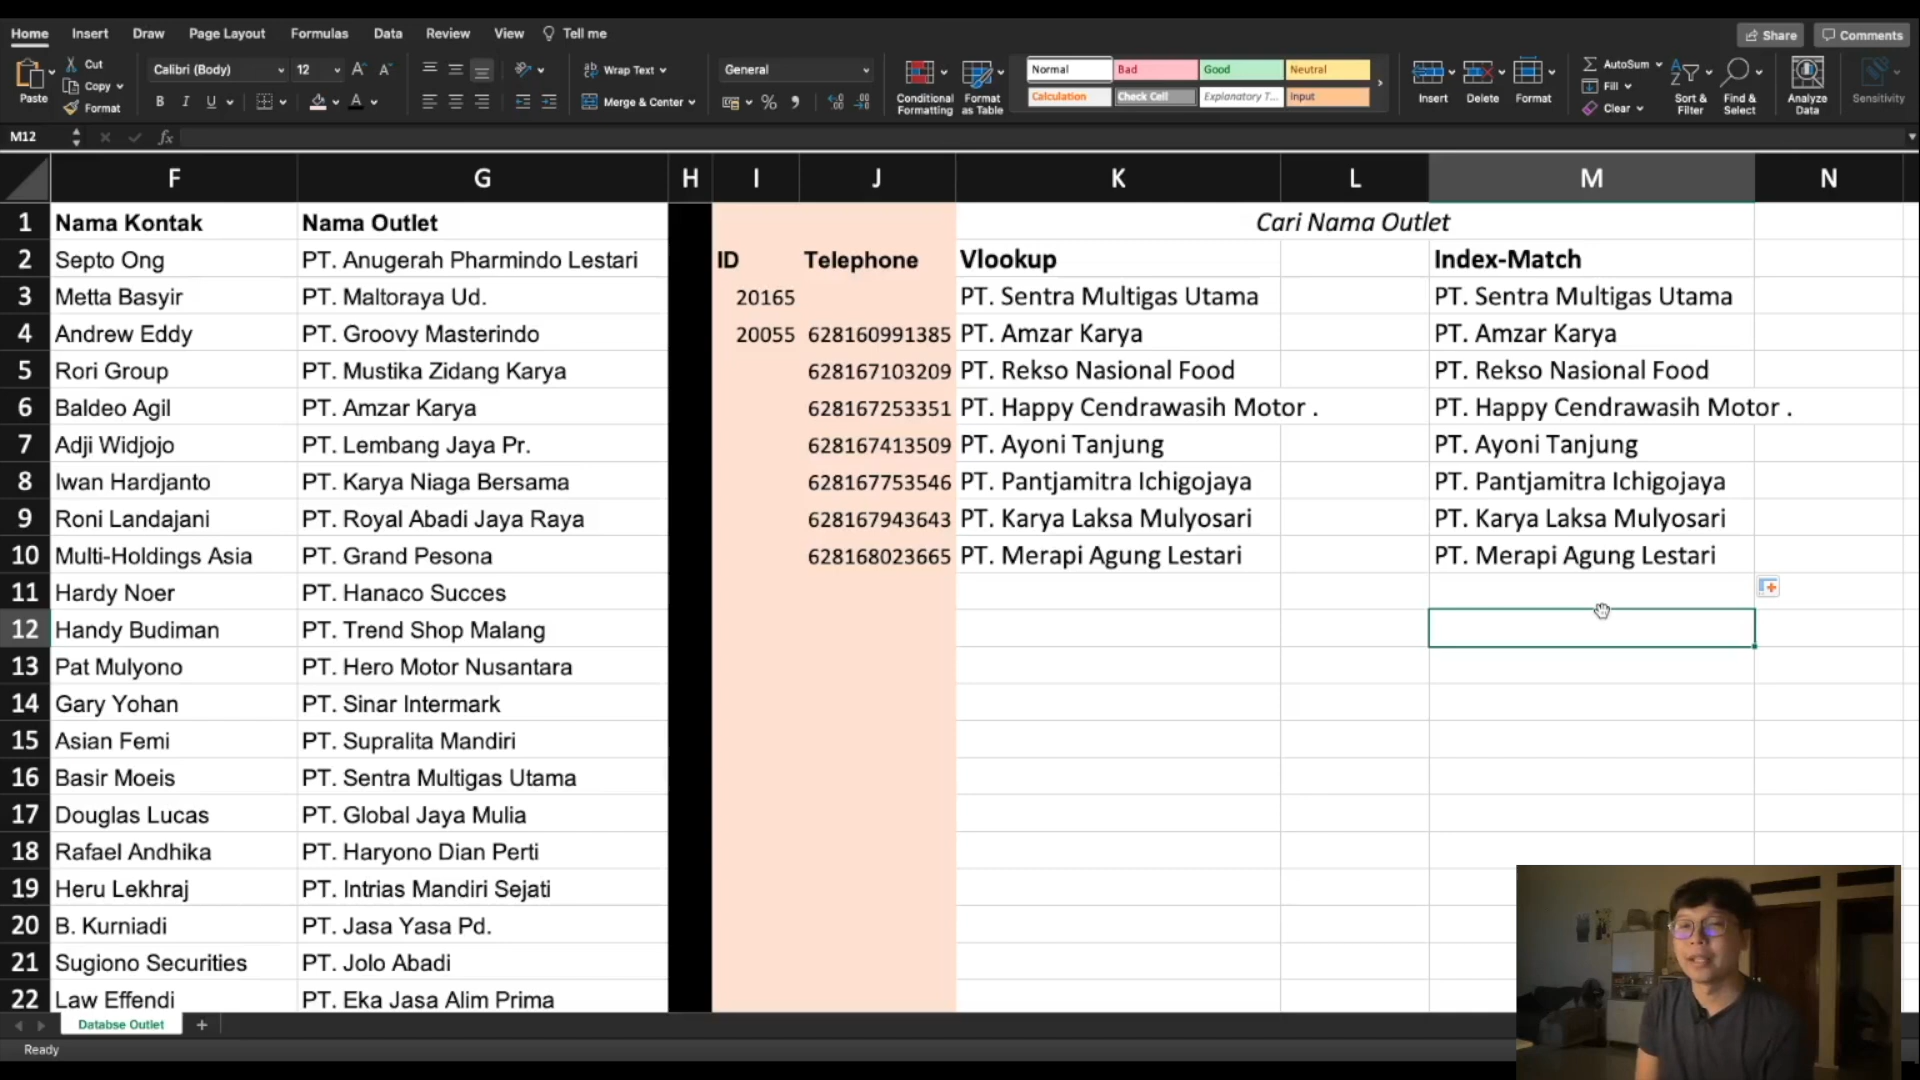 Home Insert Draw Page Layout Formulas Data Review View Tell me Share Comments
Paste Cut Copy Format
Calibri (Body) 12 A A
B I U A
Wrap Text
Merge & Center
General
%
Conditional Formatting
Format as Table
Normal Bad Good Neutral
Calculation Check Cell Explanatory T... Input
Insert Delete Format
AutoSum
Fill
Clear
Sort & Filter
Find & Select
Analyze Data
Sensitivity
M12 fx
F G H I J K L M N
1 Nama Kontak Nama Outlet Cari Nama Outlet
2 Septo Ong PT. Anugerah Pharmindo Lestari ID Telephone Vlookup Index-Match
3 Metta Basyir PT. Maltoraya Ud. 20165 PT. Sentra Multigas Utama PT. Sentra Multigas Utama
4 Andrew Eddy PT. Groovy Masterindo 20055 628160991385 PT. Amzar Karya PT. Amzar Karya
5 Rori Group PT. Mustika Zidang Karya 628167103209 PT. Rekso Nasional Food PT. Rekso Nasional Food
6 Baldeo Agil PT. Amzar Karya 628167253351 PT. Happy Cendrawasih Motor . PT. Happy Cendrawasih Motor .
7 Adji Widjojo PT. Lembang Jaya Pr. 628167413509 PT. Ayoni Tanjung PT. Ayoni Tanjung
8 Iwan Hardjanto PT. Karya Niaga Bersama 628167753546 PT. Pantjamitra Ichigojaya PT. Pantjamitra Ichigojaya
9 Roni Landajani PT. Royal Abadi Jaya Raya 628167943643 PT. Karya Laksa Mulyosari PT. Karya Laksa Mulyosari
10 Multi-Holdings Asia PT. Grand Pesona 628168023665 PT. Merapi Agung Lestari PT. Merapi Agung Lestari
11 Hardy Noer PT. Hanaco Succes
12 Handy Budiman PT. Trend Shop Malang
13 Pat Mulyono PT. Hero Motor Nusantara
14 Gary Yohan PT. Sinar Intermark
15 Asian Femi PT. Supralita Mandiri
16 Basir Moeis PT. Sentra Multigas Utama
17 Douglas Lucas PT. Global Jaya Mulia
18 Rafael Andhika PT. Haryono Dian Perti
19 Heru Lekhraj PT. Intrias Mandiri Sejati
20 B. Kurniadi PT. Jasa Yasa Pd.
21 Sugiono Securities PT. Jolo Abadi
22 Law Effendi PT. Eka Jasa Alim Prima
Databse Outlet
Ready